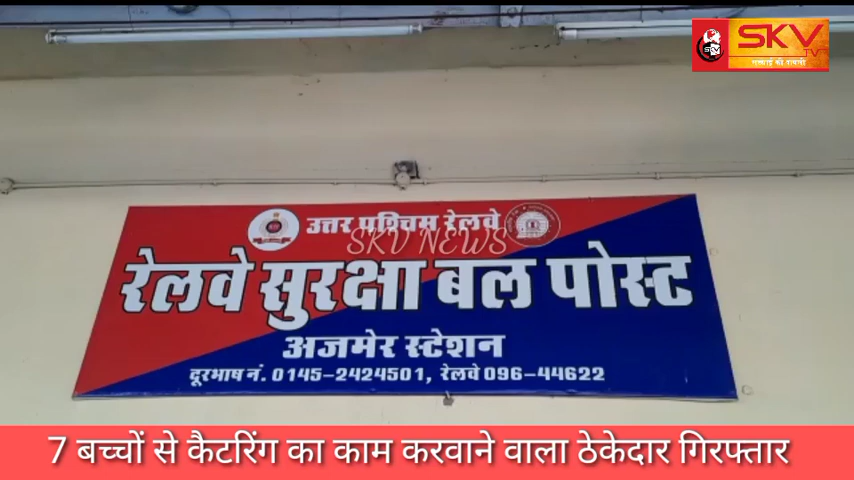 SKV
TV
उत्तर पश्चिम रेलवे
SKV NEWS
रेलवे सुरक्षा बल पोस्ट
अजमेर स्टेशन
दूरभाष नं. 0145-2424501, रेलवे 096-44622
7 बच्चों से कैटरिंग का काम करवाने वाला ठेकेदार गिरफ्तार